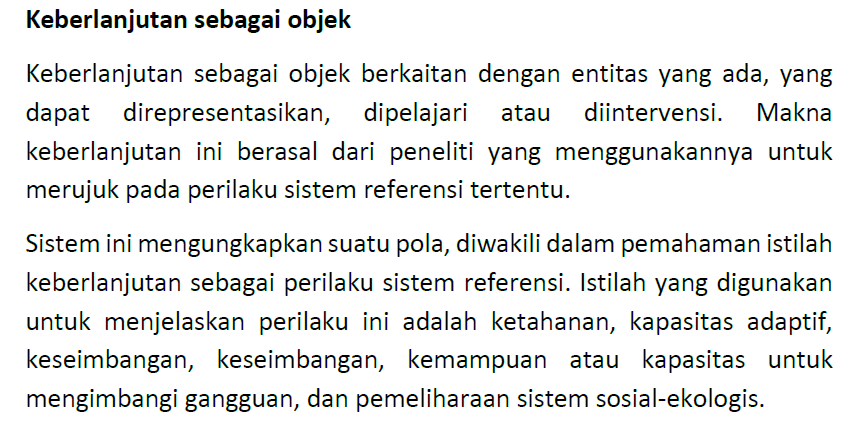 Keberlanjutan sebagai objek
Keberlanjutan sebagai objek berkaitan dengan entitas yang ada, yang
dapat direpresentasikan, dipelajari atau diintervensi. Makna
keberlanjutan ini berasal dari peneliti yang menggunakannya untuk
merujuk pada perilaku sistem referensi tertentu.
Sistem ini mengungkapkan suatu pola, diwakili dalam pemahaman istilah
keberlanjutan sebagai perilaku sistem referensi. Istilah yang digunakan
untuk menjelaskan perilaku ini adalah ketahanan, kapasitas adaptif,
keseimbangan, keseimbangan, kemampuan atau kapasitas untuk
mengimbangi gangguan, dan pemeliharaan sistem sosial-ekologis.